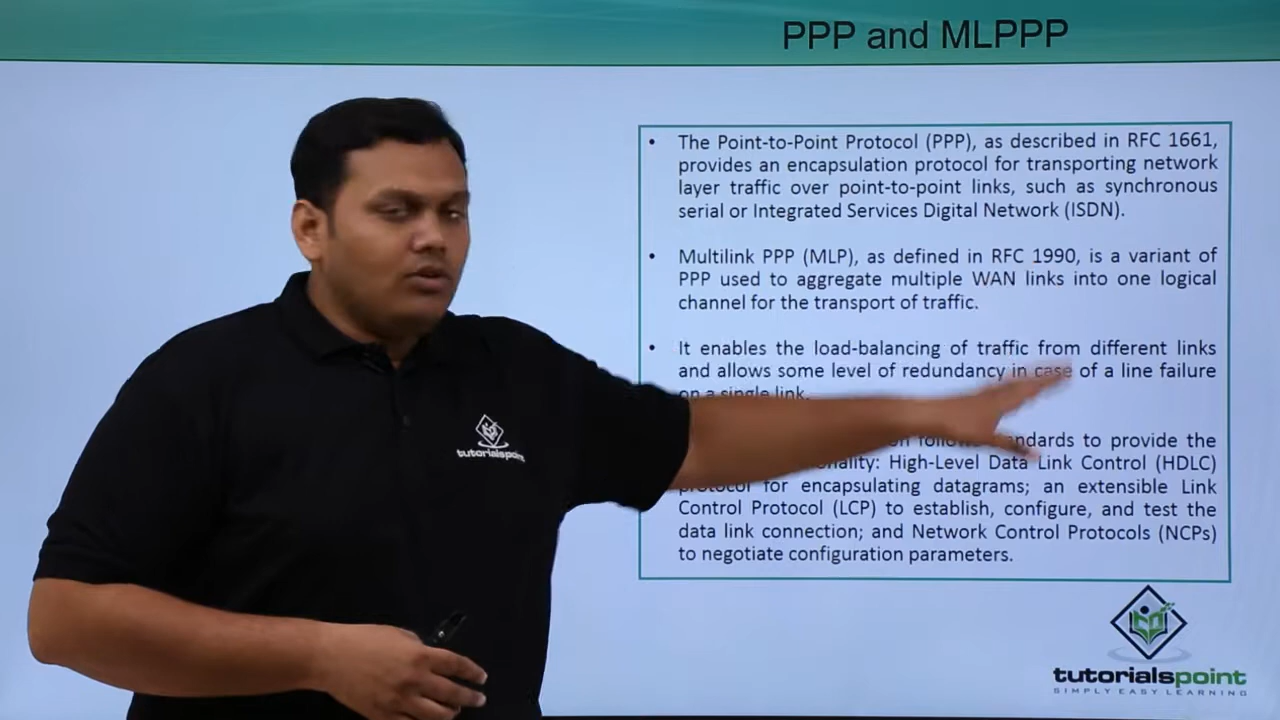 PPP and MLPPP
• The Point-to-Point Protocol (PPP), as described in RFC 1661,
provides an encapsulation protocol for transporting network
layer traffic over point-to-point links, such as synchronous
serial or Integrated Services Digital Network (ISDN).
• Multilink PPP (MLP), as defined in RFC 1990, is a variant of
PPP used to aggregate multiple WAN links into one logical
channel for the transport of traffic.
• It enables the load-balancing of traffic from different links
and allows some level of redundancy in case of a line failure
on a single link.
to provide the
High-Level Data Link Control (HDLC)
protocol for encapsulating datagrams; an extensible Link
Control Protocol (LCP) to establish, configure, and test the
data link connection; and Network Control Protocols (NCPs)
to negotiate configuration parameters.
tutorialspoint
tutorialspoint
SIMPLY EASY LEARNING